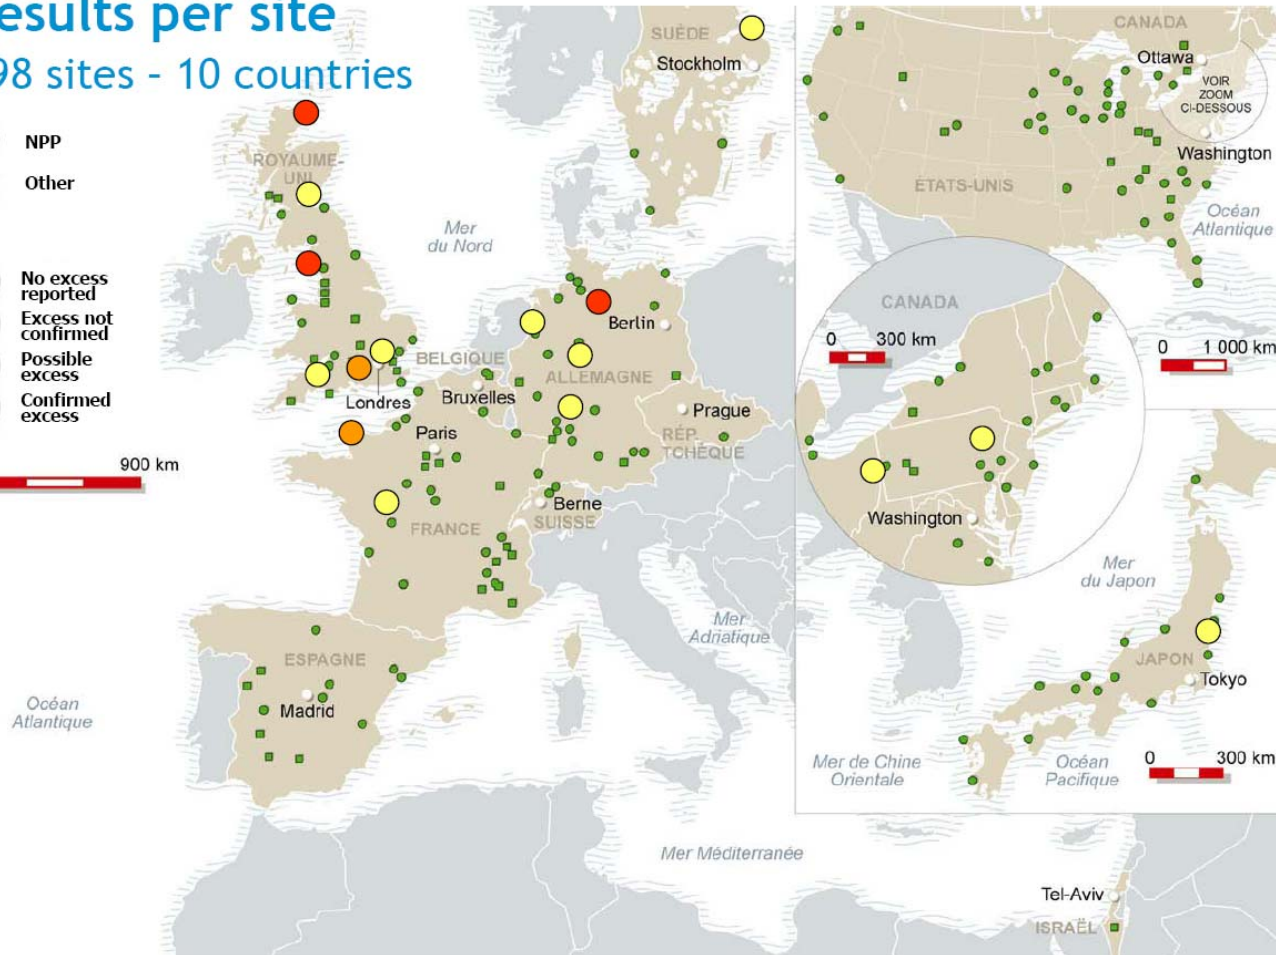 esults per site
98 sites - 10 countries
NPP
Other
No excess
reported
Excess not
confirmed
Possible
excess
Confirmed
excess
900 km
SUÈDE
Stockholm
ROYAUME-
UNI
Mer
du Nord
Berlin
BELGIQUE
ALLEMAGNE
Bruxelles
Londres
Prague
Paris
RÉP.
TCHÈQUE
Berne
SUISSE
FRANCE
Mer
Adriatique
ESPAGNE
Madrid
Océan
Atlantique
Mer Méditerranée
Tel-Aviv
ISRAËL
CANADA
Ottawa
VOIR
ZOOM
CI-DESSOUS
Washington
ÉTATS-UNIS
Océan
Atlantique
CANADA
0 300 km
0 1 000 km
Washington
Mer
du Japon
JAPON
Tokyo
Mer de Chine
Orientale
Océan
Pacifique
0 300 km